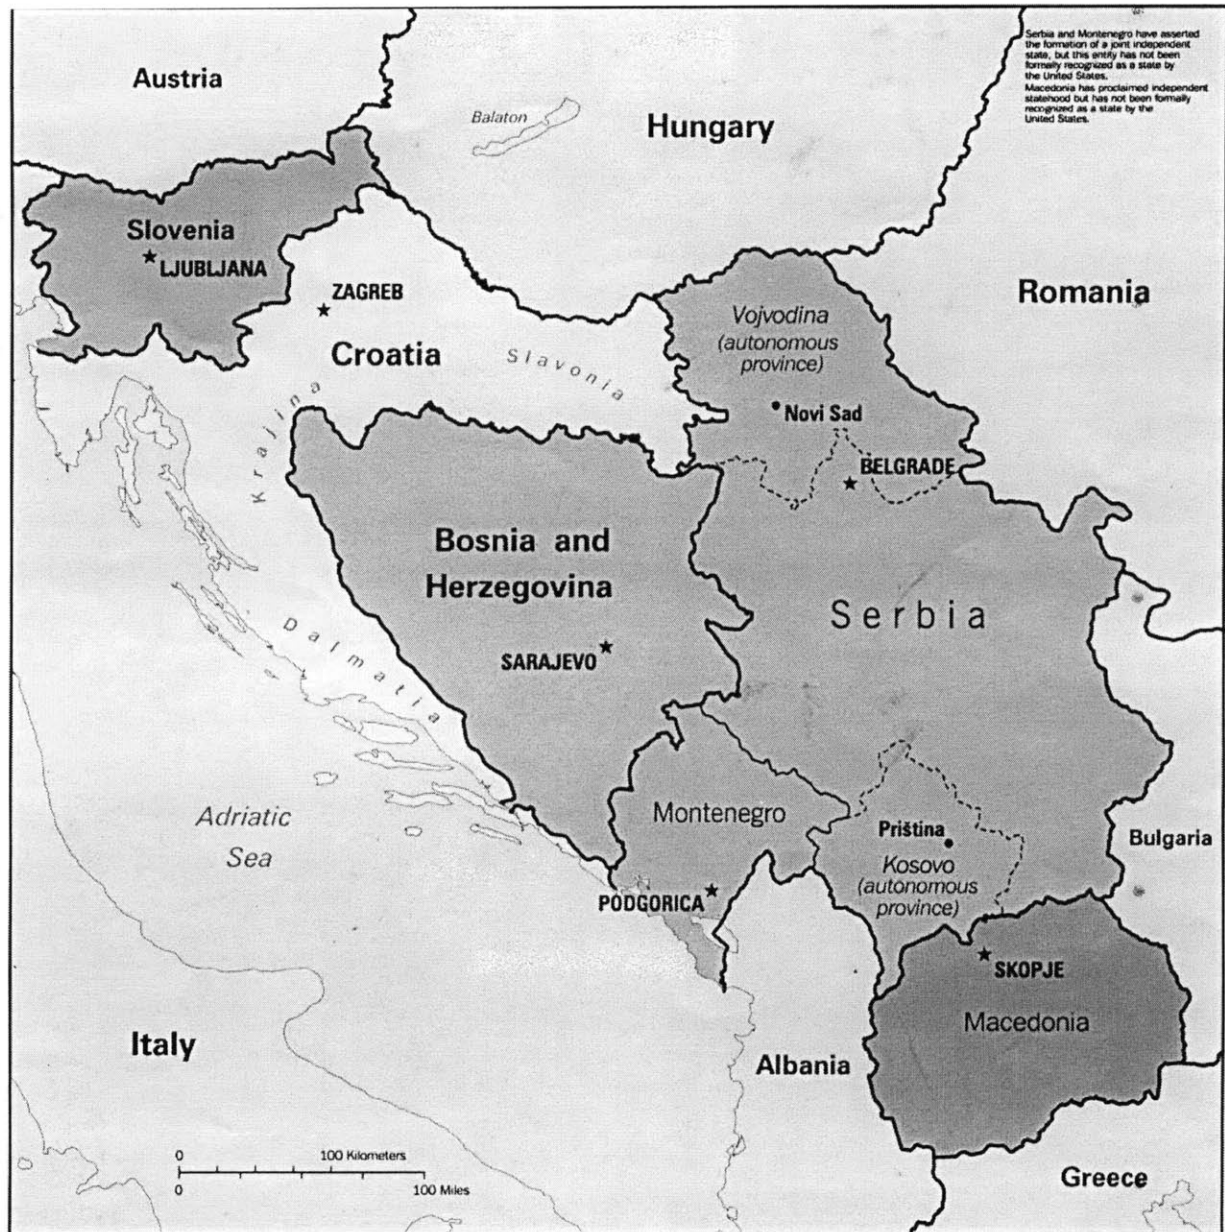 Serbia and Montenegro have asserted
the formation of a joint independent
state, but this entity has not been
formally recognized as a state by
the United States.
Macedonia has proclaimed independent
statehood but has not been formally
recognized as a state by the
United States.
Austria
Balaton
Hungary
Slovenia
LJUBLJANA
ZAGREB
Romania
Croatia
Slavonia
Vojvodina
(autonomous
province)
Novi Sad
Krajina
BELGRADE
Bosnia and
Herzegovina
Serbia
SARAJEVO
Dalmatia
Adriatic
Sea
Montenegro
Priština
Kosovo
(autonomous
province)
Bulgaria
PODGORICA
SKOPJE
Macedonia
Italy
Albania
Greece
0 100 Kilometers
0 100 Miles